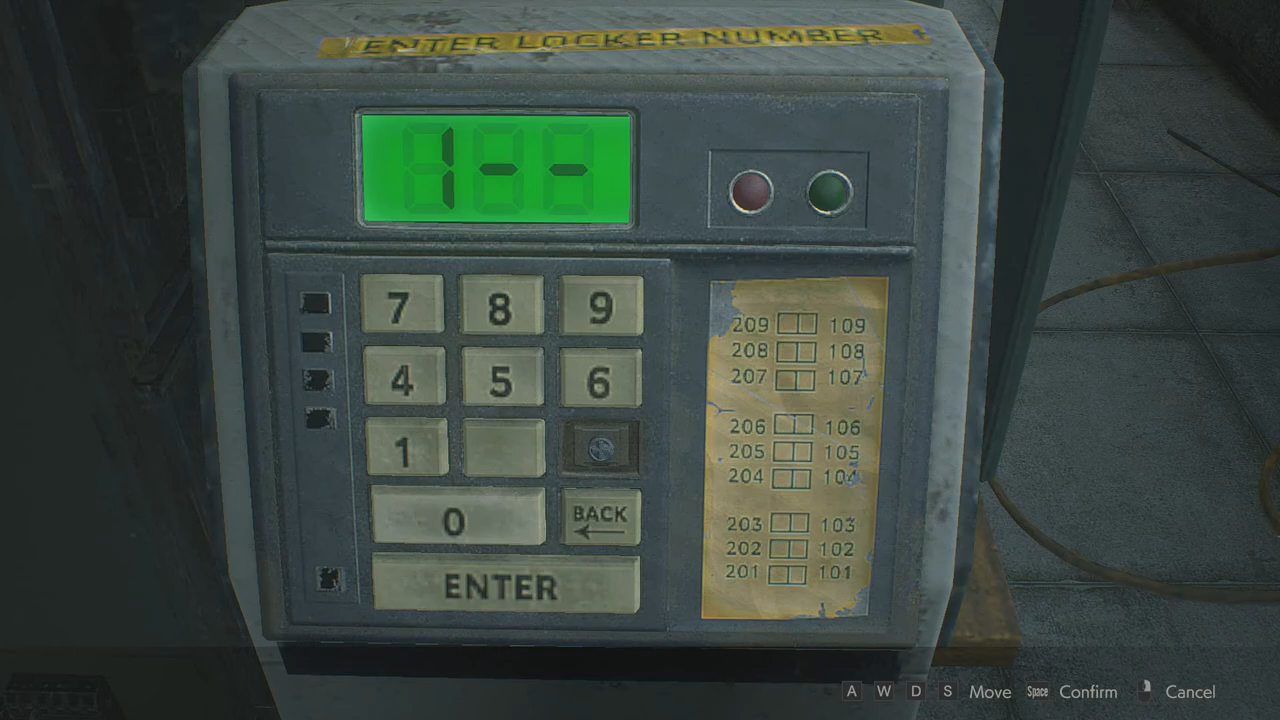 ENTER LOCKER NUMBER
1--
7 8 9
4 5 6
1
0 BACK
ENTER
209 109
208 108
207 107
206 106
205 105
204 104
203 103
202 102
201 101
A W D S Move Space Confirm Cancel